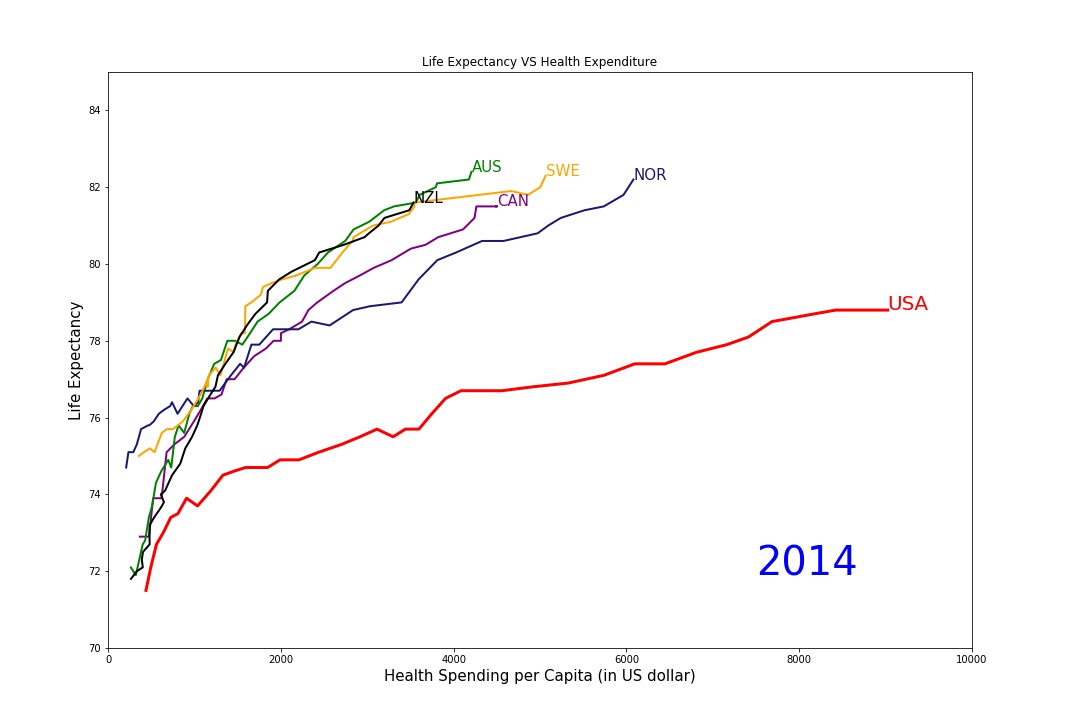 Life Expectancy VS Health Expenditure
84
82
80
78
76
74
72
70
Life Expectancy
AUS
SWE
NOR
NZL
CAN
USA
2014
0
2000
4000
6000
8000
10000
Health Spending per Capita (in US dollar)